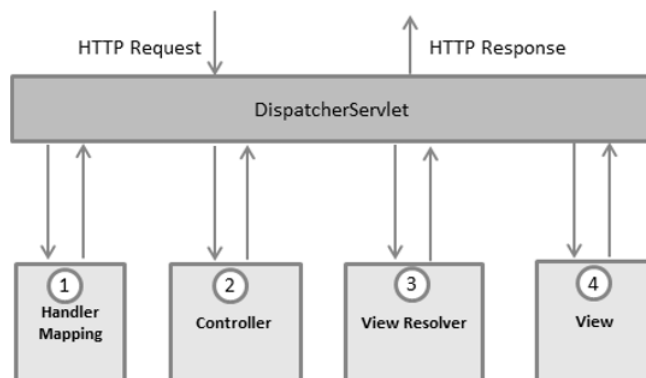 HTTP Request
HTTP Response
DispatcherServlet
1
Handler
Mapping
2
Controller
3
View Resolver
4
View